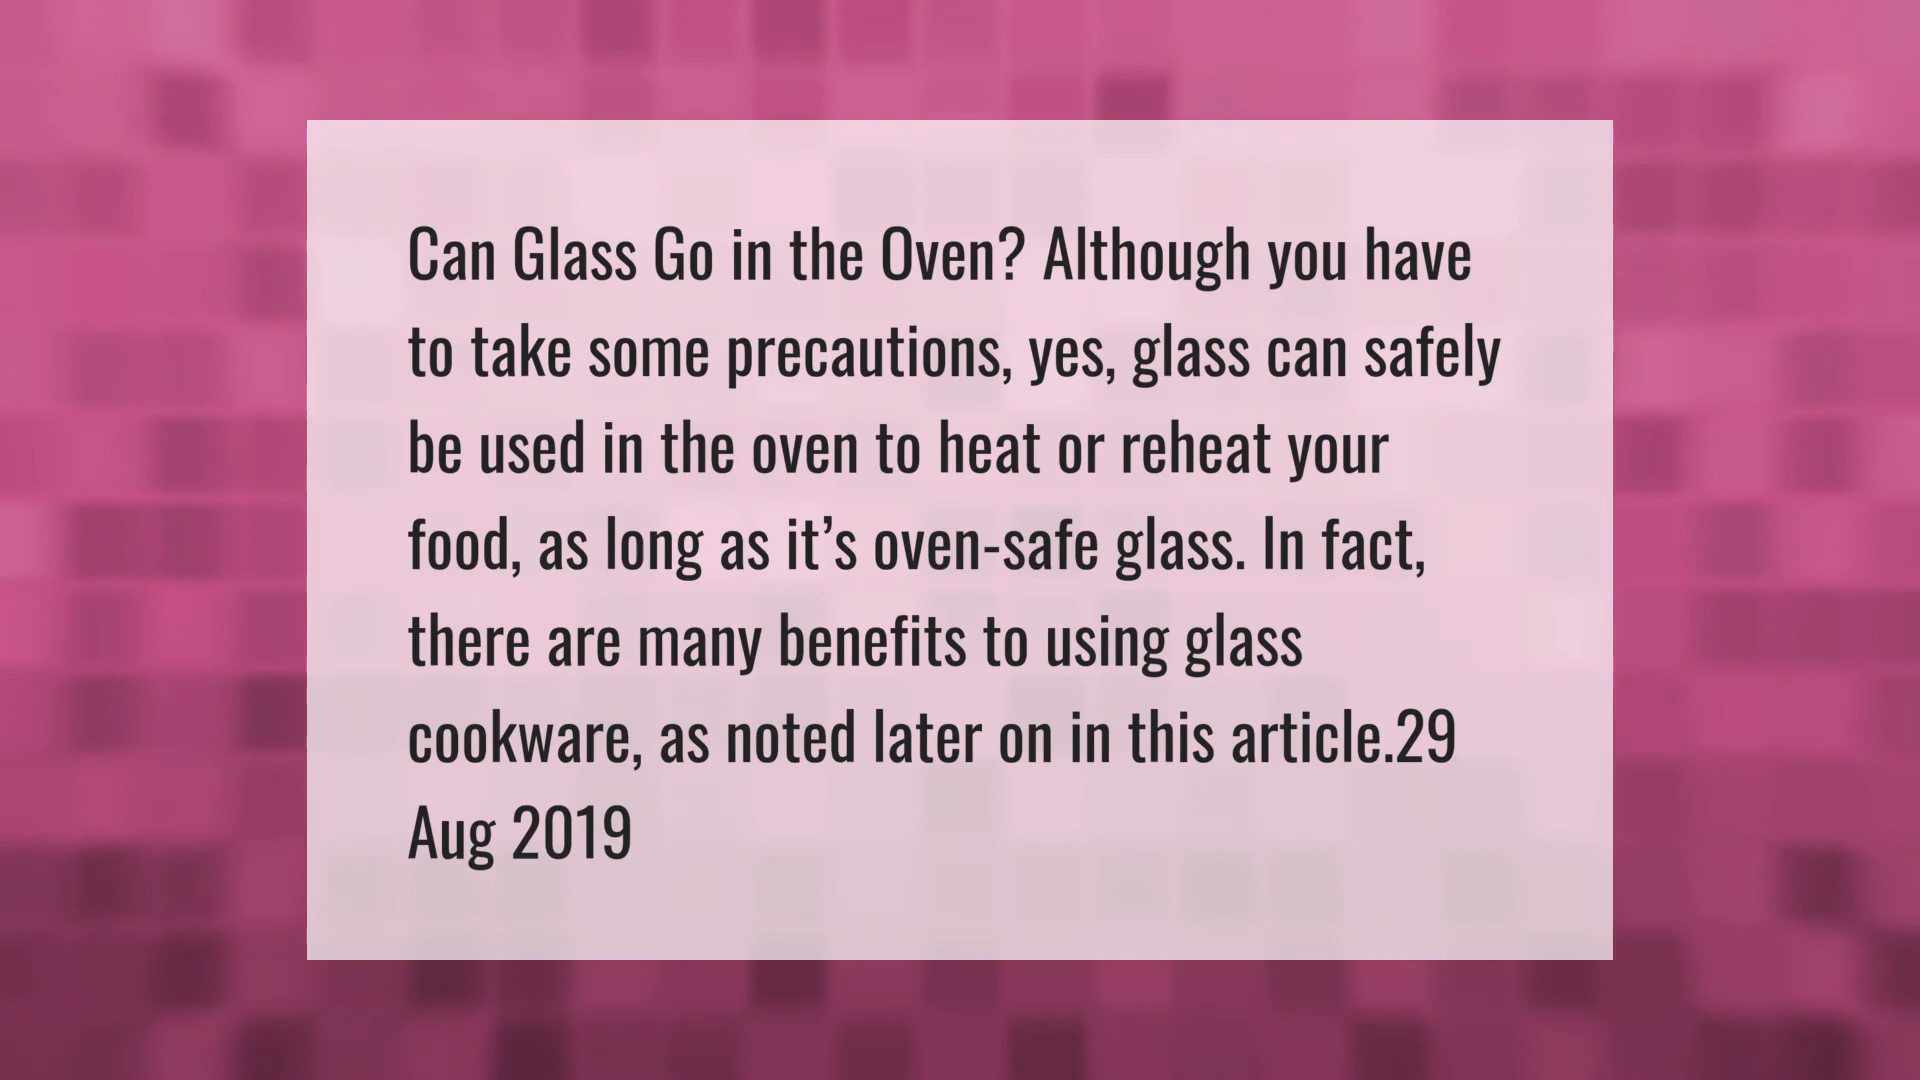 Can Glass Go in the Oven? Although you have
to take some precautions, yes, glass can safely
be used in the oven to heat or reheat your
food, as long as it’s oven-safe glass. In fact,
there are many benefits to using glass
cookware, as noted later on in this article.29
Aug 2019